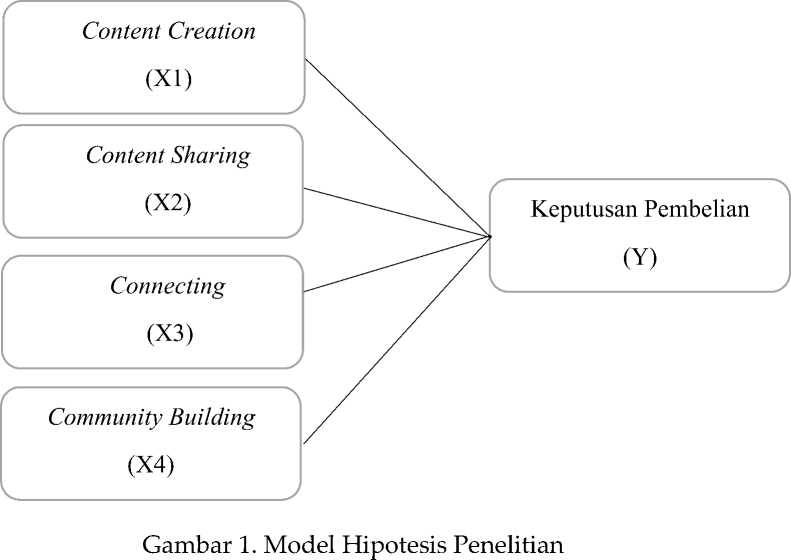 Content Creation
(X1)
Content Sharing
(X2)
Connecting
(X3)
Community Building
(X4)
Keputusan Pembelian
(Y)
Gambar 1. Model Hipotesis Penelitian